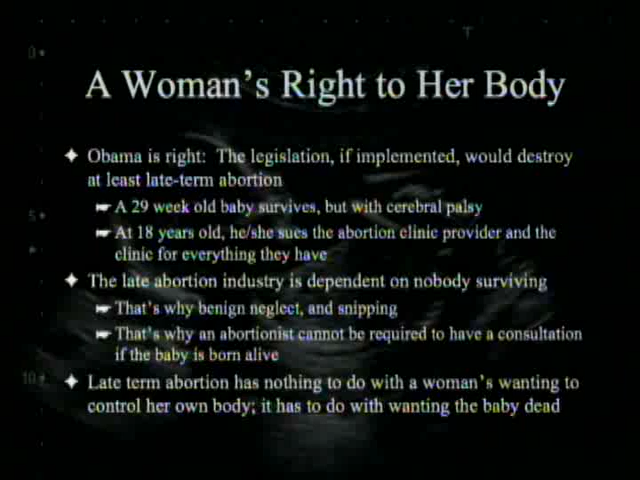 A Woman's Right to Her Body
Obama is right: The legislation, if implemented, would destroy
at least late-term abortion
A 29 week old baby survives, but with cerebral palsy
At 18 years old, he/she sues the abortion clinic provider and the
clinic for everything they have
The late abortion industry is dependent on nobody surviving
That's why benign neglect, and snipping
That's why an abortionist cannot be required to have a consultation
if the baby is born alive
Late term abortion has nothing to do with a woman's wanting to
control her own body; it has to do with wanting the baby dead
T
0
5
10